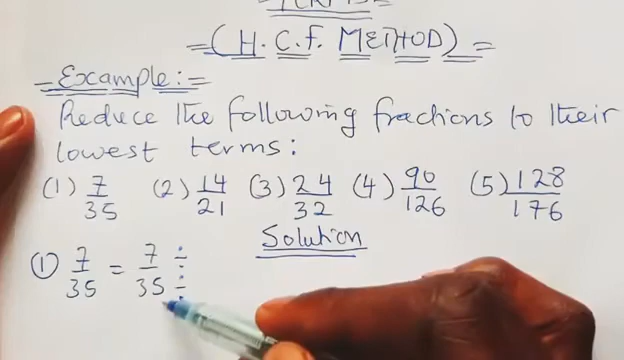 =(H.C.F. METHOD)=
-Example:=
Reduce the following fractions to their
lowest terms:
(1) 7/35 (2) 14/21 (3) 24/32 (4) 90/126 (5) 128/176
Solution
(1) 7/35 = 7/35 ÷ ÷